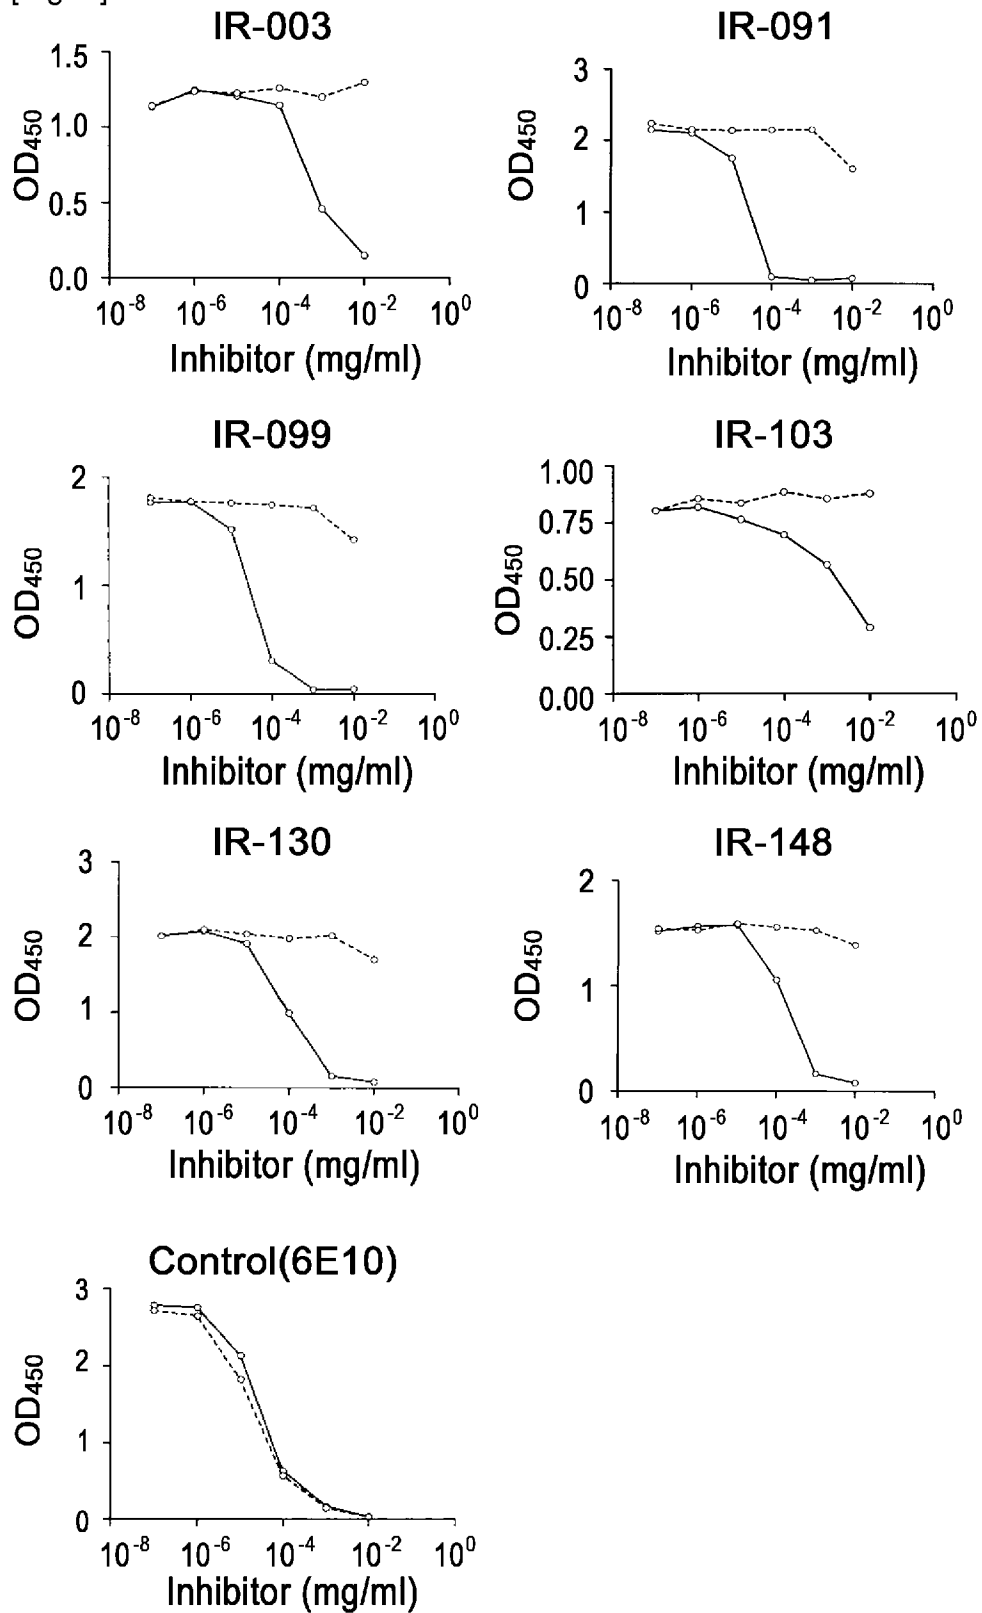 IR-003
1.5
1.0
0.5
0.0
OD450
10-8 10-6 10-4 10-2 100
Inhibitor (mg/ml)
IR-091
3
2
1
0
OD450
10-8 10-6 10-4 10-2 100
Inhibitor (mg/ml)
IR-099
2
1
0
OD450
10-8 10-6 10-4 10-2 100
Inhibitor (mg/ml)
IR-103
1.00
0.75
0.50
0.25
0.00
OD450
10-8 10-6 10-4 10-2 100
Inhibitor (mg/ml)
IR-130
3
2
1
0
OD450
10-8 10-6 10-4 10-2 100
Inhibitor (mg/ml)
IR-148
2
1
0
OD450
10-8 10-6 10-4 10-2 100
Inhibitor (mg/ml)
Control(6E10)
3
2
1
0
OD450
10-8 10-6 10-4 10-2 100
Inhibitor (mg/ml)